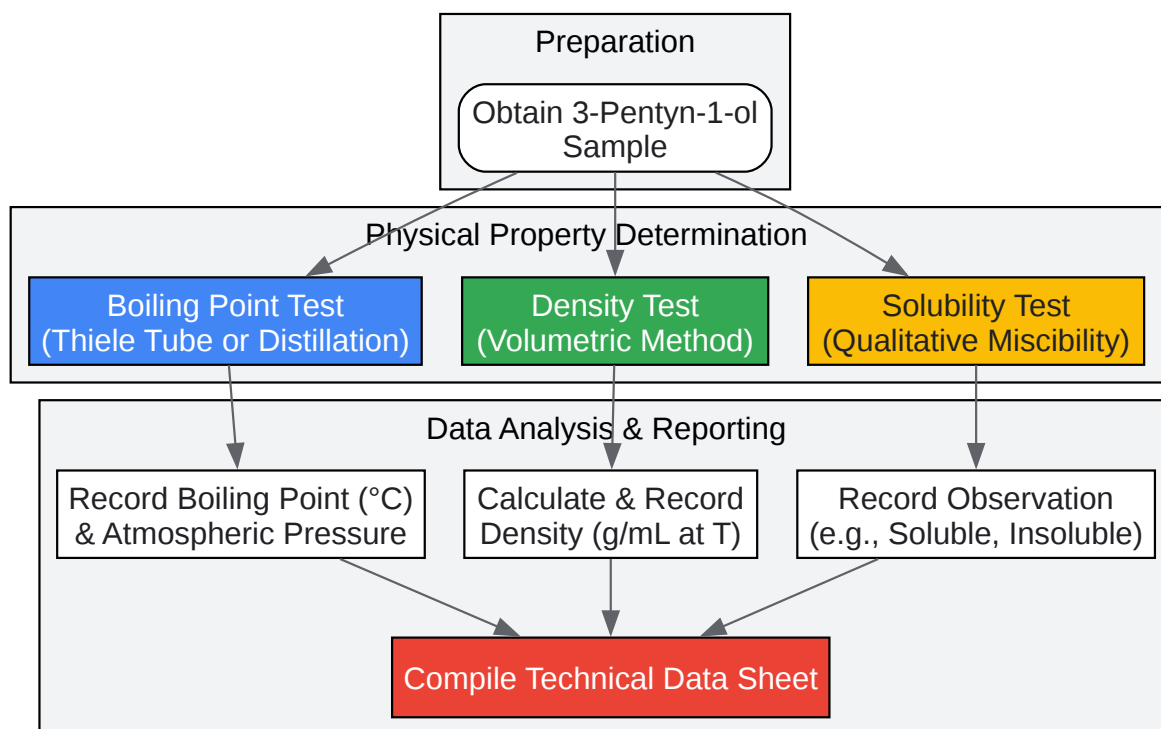 Preparation
Obtain 3-Pentyn-1-ol
Sample
Physical Property Determination
Boiling Point Test
(Thiele Tube or Distillation)
Density Test
(Volumetric Method)
Solubility Test
(Qualitative Miscibility)
Data Analysis & Reporting
Record Boiling Point (°C)
& Atmospheric Pressure
Calculate & Record
Density (g/mL at T)
Record Observation
(e.g., Soluble, Insoluble)
Compile Technical Data Sheet